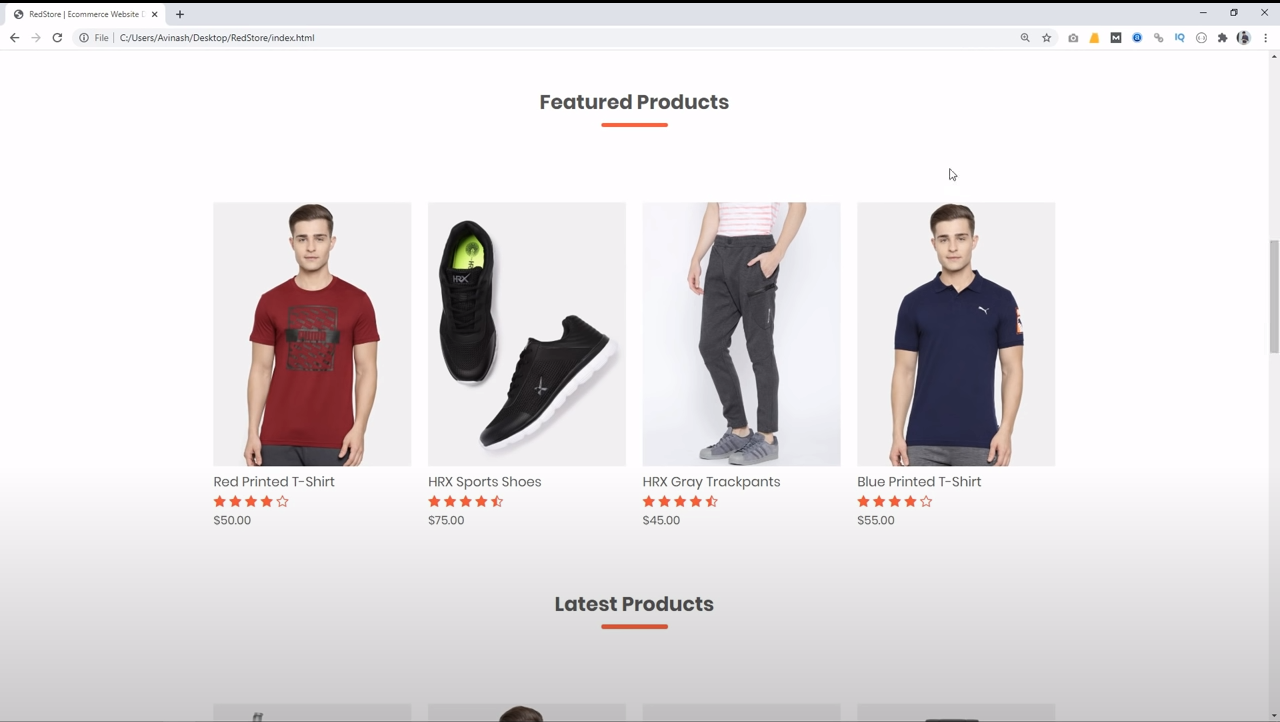 RedStore | Ecommerce Website
File
C:/Users/Avinash/Desktop/RedStore/index.html
IQ
Featured Products
HRX
Red Printed T-Shirt
HRX Sports Shoes
HRX Gray Trackpants
Blue Printed T-Shirt
$50.00
$75.00
$45.00
$55.00
Latest Products